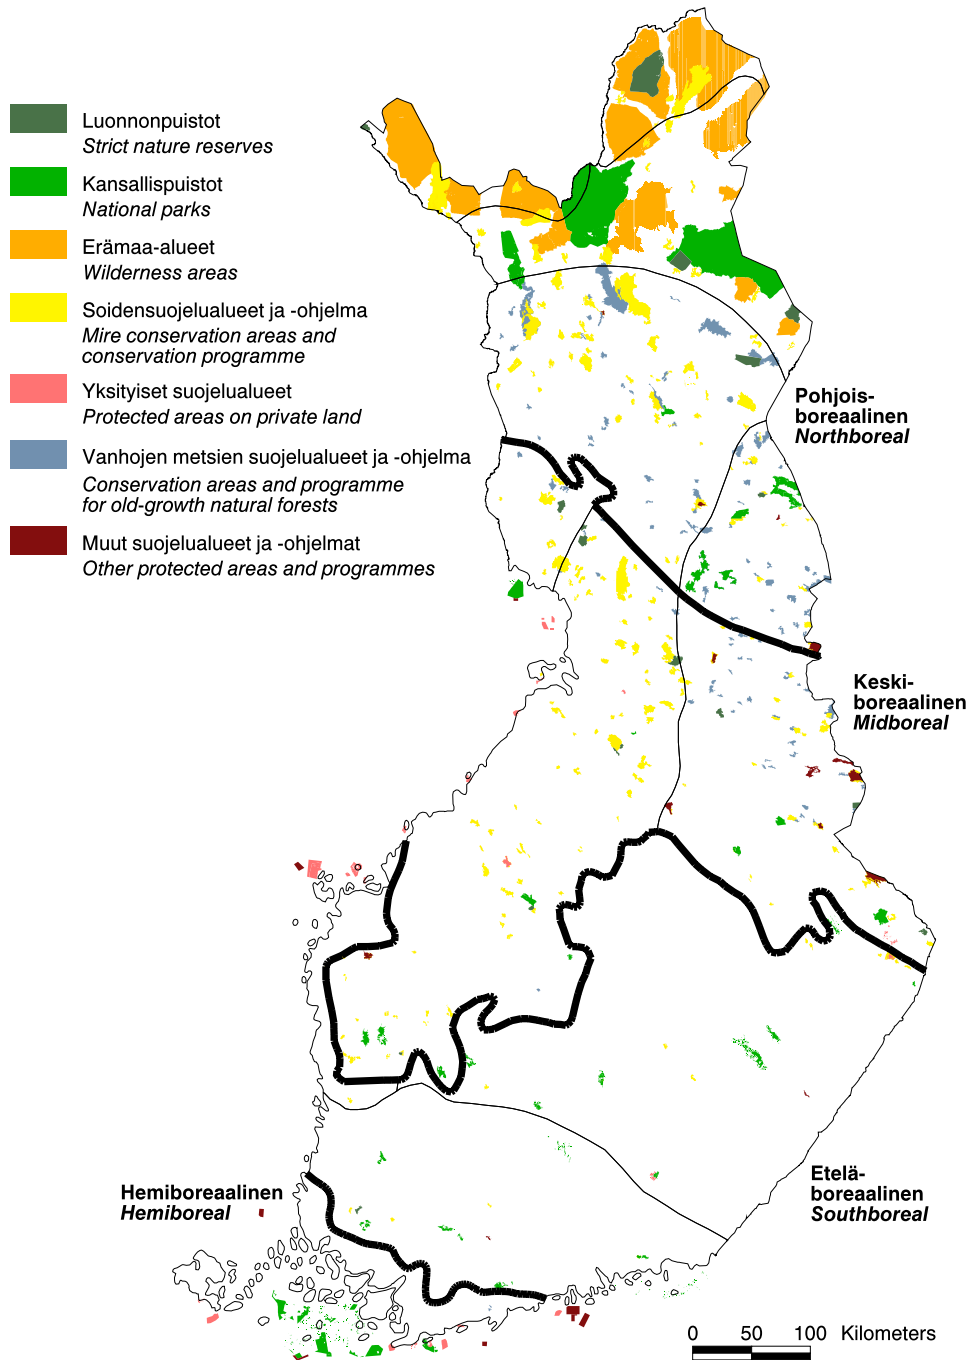 Luonnonpuistot
Strict nature reserves
Kansallispuistot
National parks
Erämaa-alueet
Wilderness areas
Soidensuojelualueet ja -ohjelma
Mire conservation areas and
conservation programme
Yksityiset suojelualueet
Protected areas on private land
Vanhojen metsien suojelualueet ja -ohjelma
Conservation areas and programme
for old-growth natural forests
Muut suojelualueet ja -ohjelmat
Other protected areas and programmes
Pohjois-
boreaalinen
Northboreal
Keski-
boreaalinen
Midboreal
Etelä-
boreaalinen
Southboreal
Hemiboreaalinen
Hemiboreal
0 50 100 Kilometers